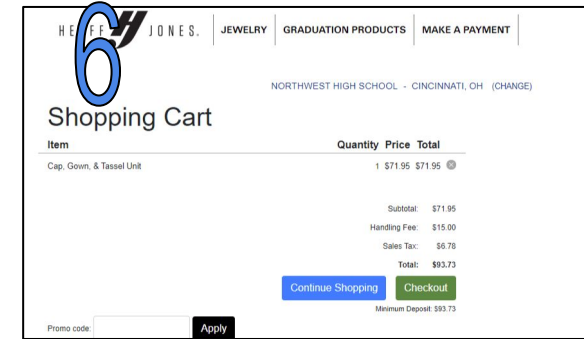 HE FF JONES.
JEWELRY
GRADUATION PRODUCTS
MAKE A PAYMENT
6
NORTHWEST HIGH SCHOOL - CINCINNATI, OH (CHANGE)
Shopping Cart
Item Quantity Price Total
Cap, Gown, & Tassel Unit 1 $71.95 $71.95
Subtotal: $71.95
Handling Fee: $15.00
Sales Tax: $6.78
Total: $93.73
Continue Shopping Checkout
Minimum Deposit: $93.73
Promo code: Apply